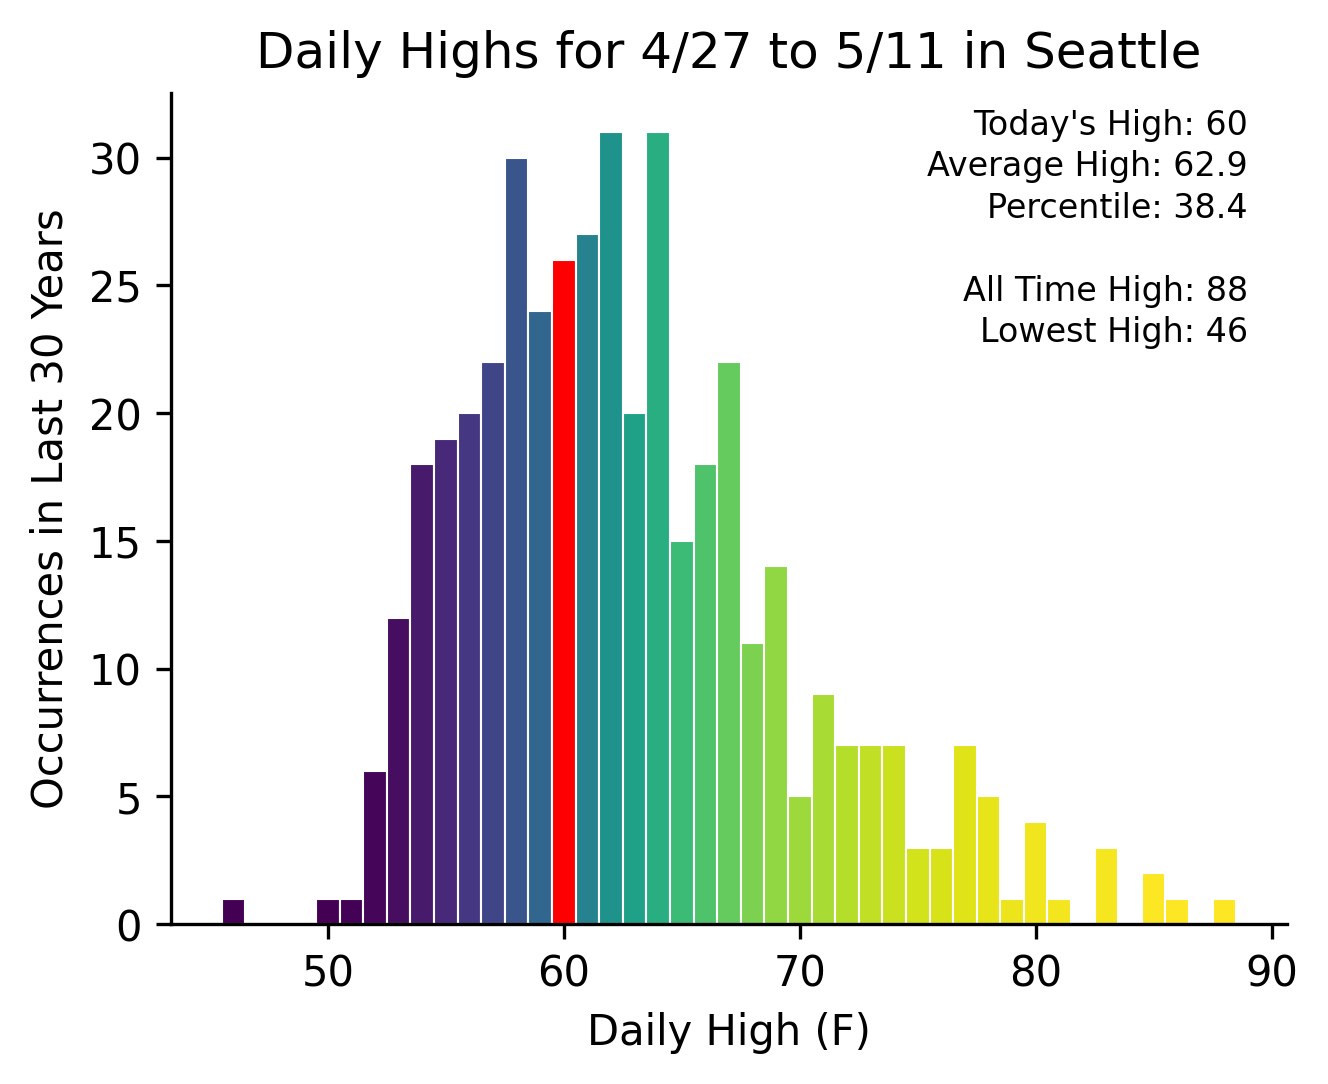 Daily Highs for 4/27 to 5/11 in Seattle
Today's High: 60
Average High: 62.9
Percentile: 38.4
All Time High: 88
Lowest High: 46
Occurrences in Last 30 Years
30
25
20
15
10
5
0
50 60 70 80 90
Daily High (F)